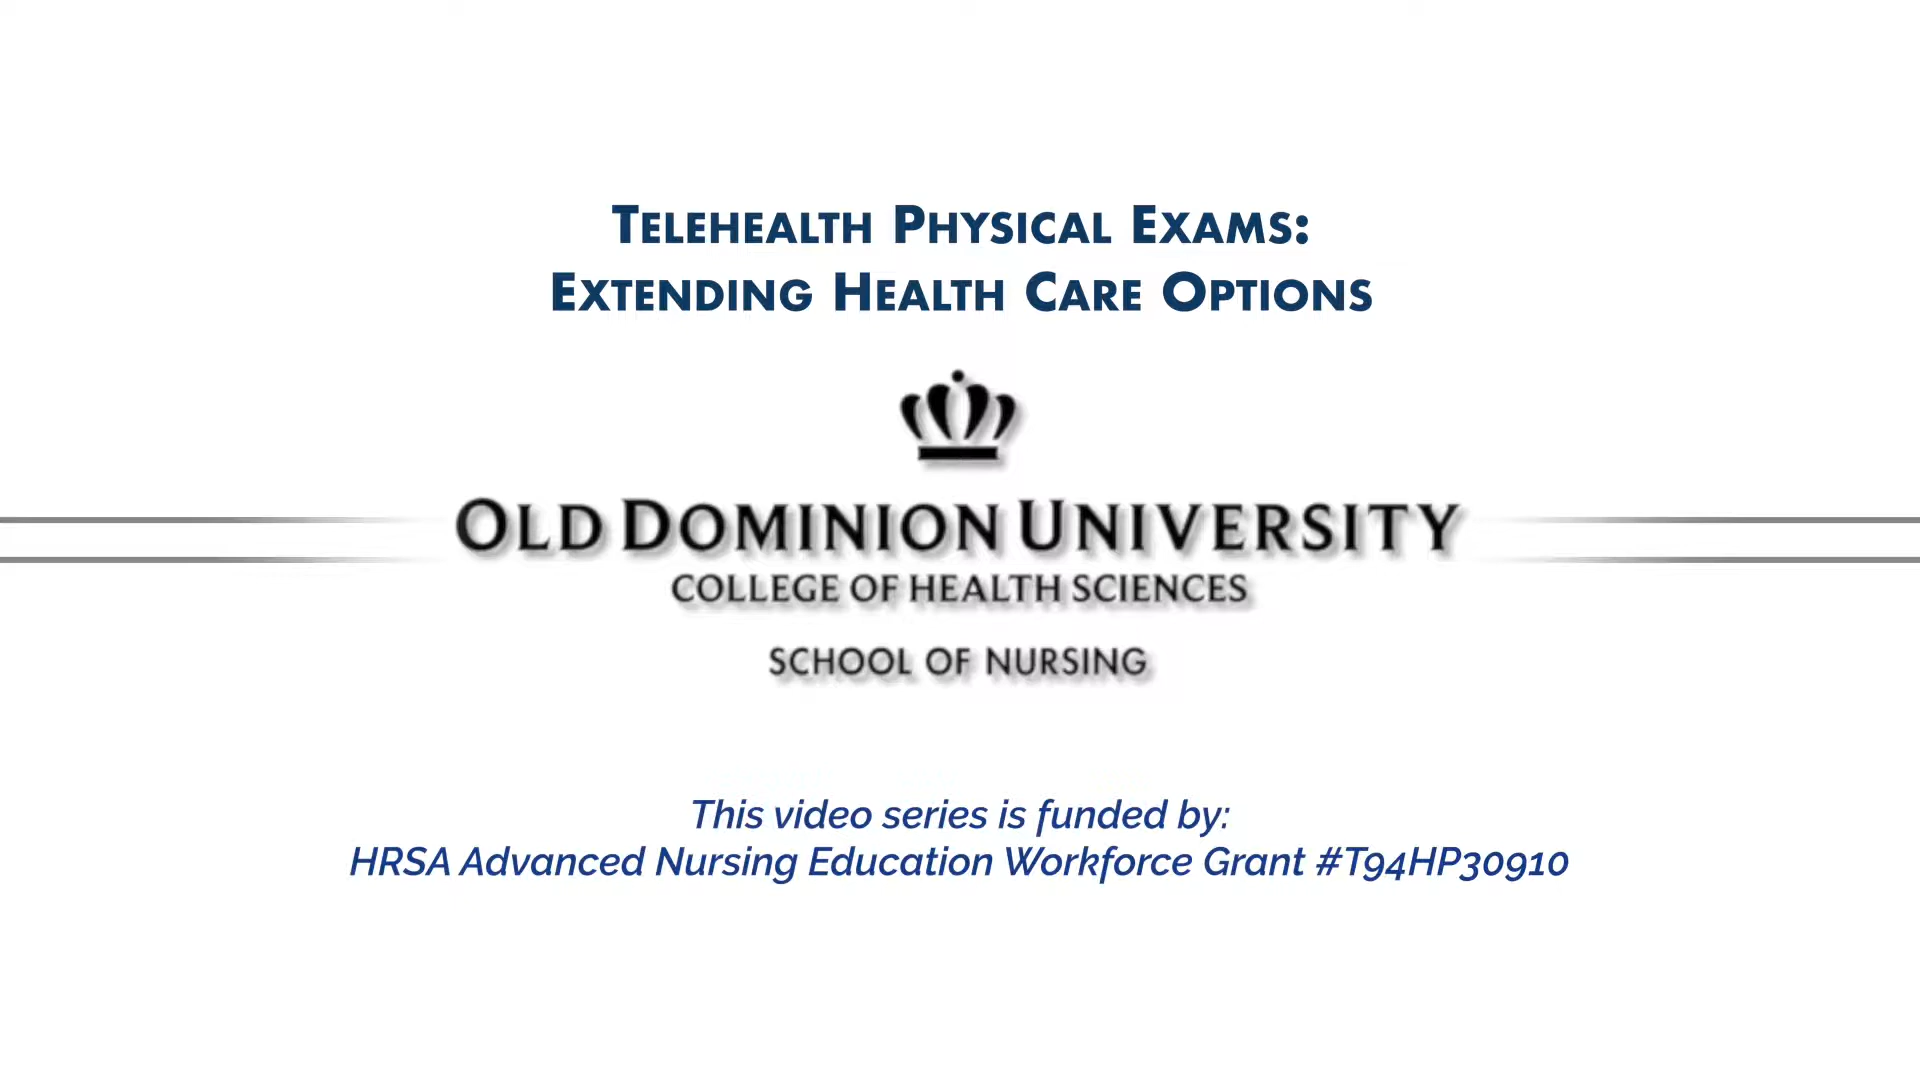 Telehealth Physical Exams:
Extending Health Care Options
Old Dominion University
COLLEGE OF HEALTH SCIENCES
SCHOOL OF NURSING
This video series is funded by:
HRSA Advanced Nursing Education Workforce Grant #T94HP30910